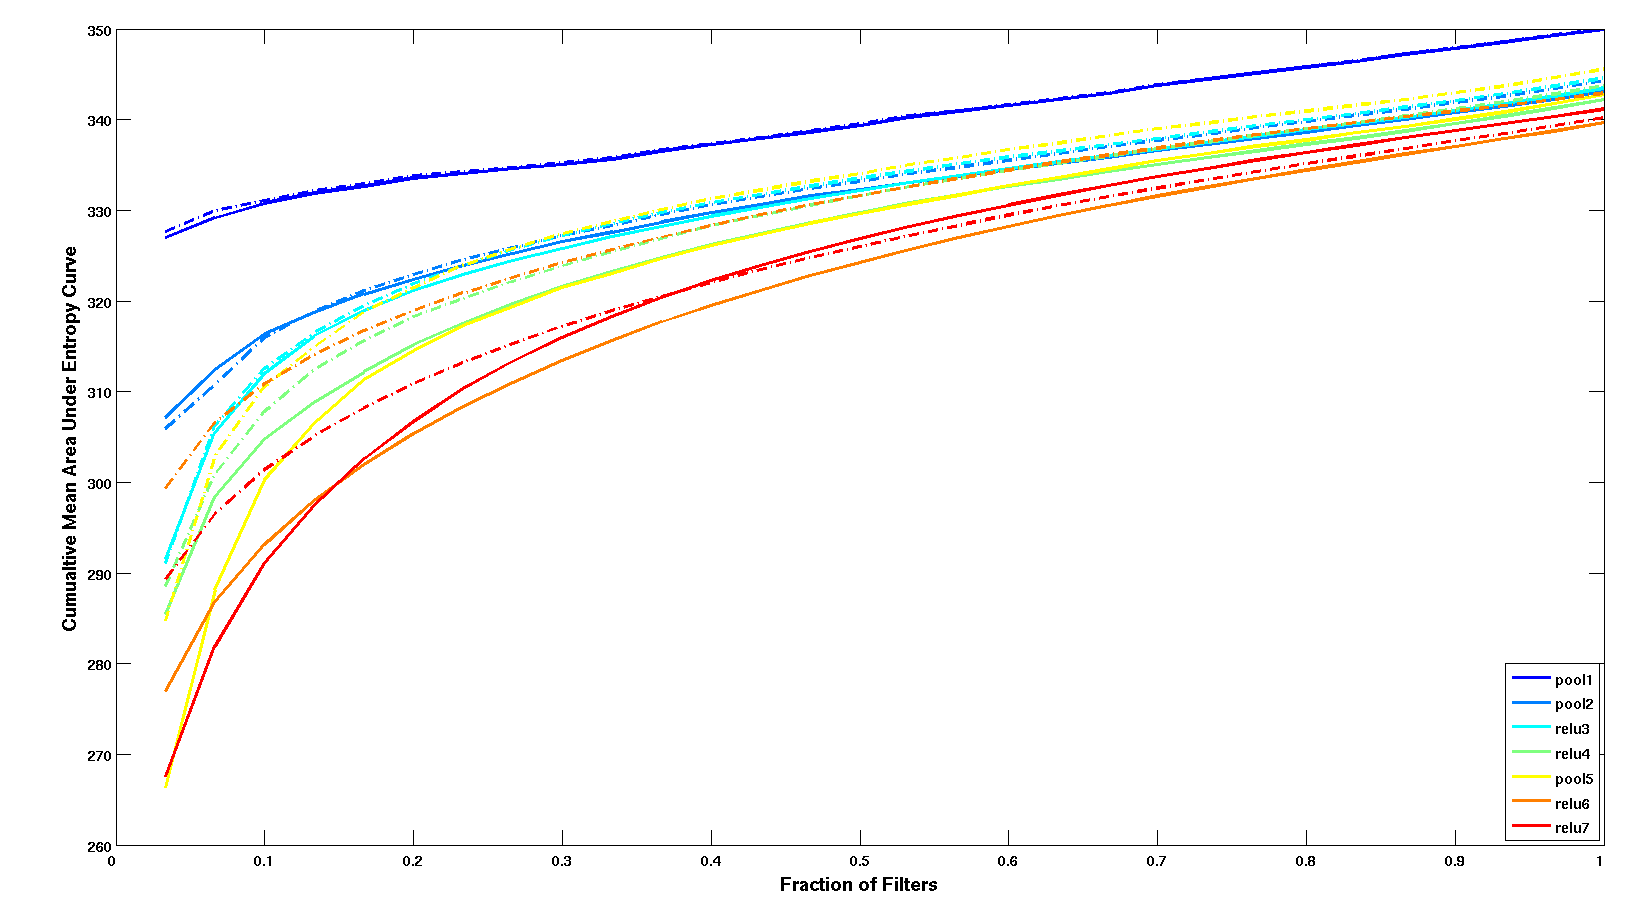 350
340
330
320
310
300
290
280
270
260
Cumualtive Mean Area Under Entropy Curve
0
0.1
0.2
0.3
0.4
0.5
0.6
0.7
0.8
0.9
1
Fraction of Filters
pool1
pool2
relu3
relu4
pool5
relu6
relu7